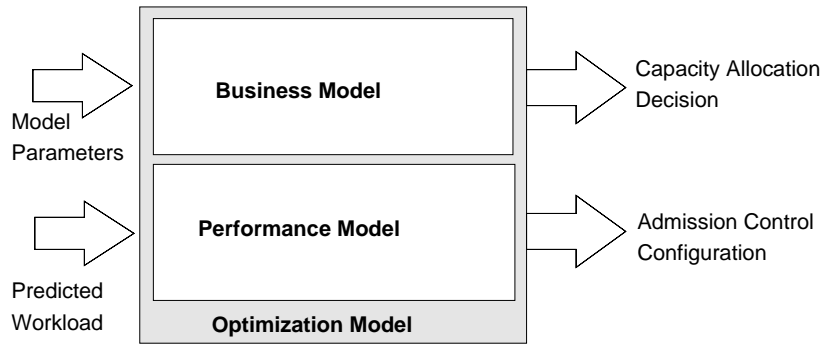 Business Model
Capacity Allocation
Decision
Model
Parameters
Performance Model
Admission Control
Configuration
Predicted
Workload
Optimization Model